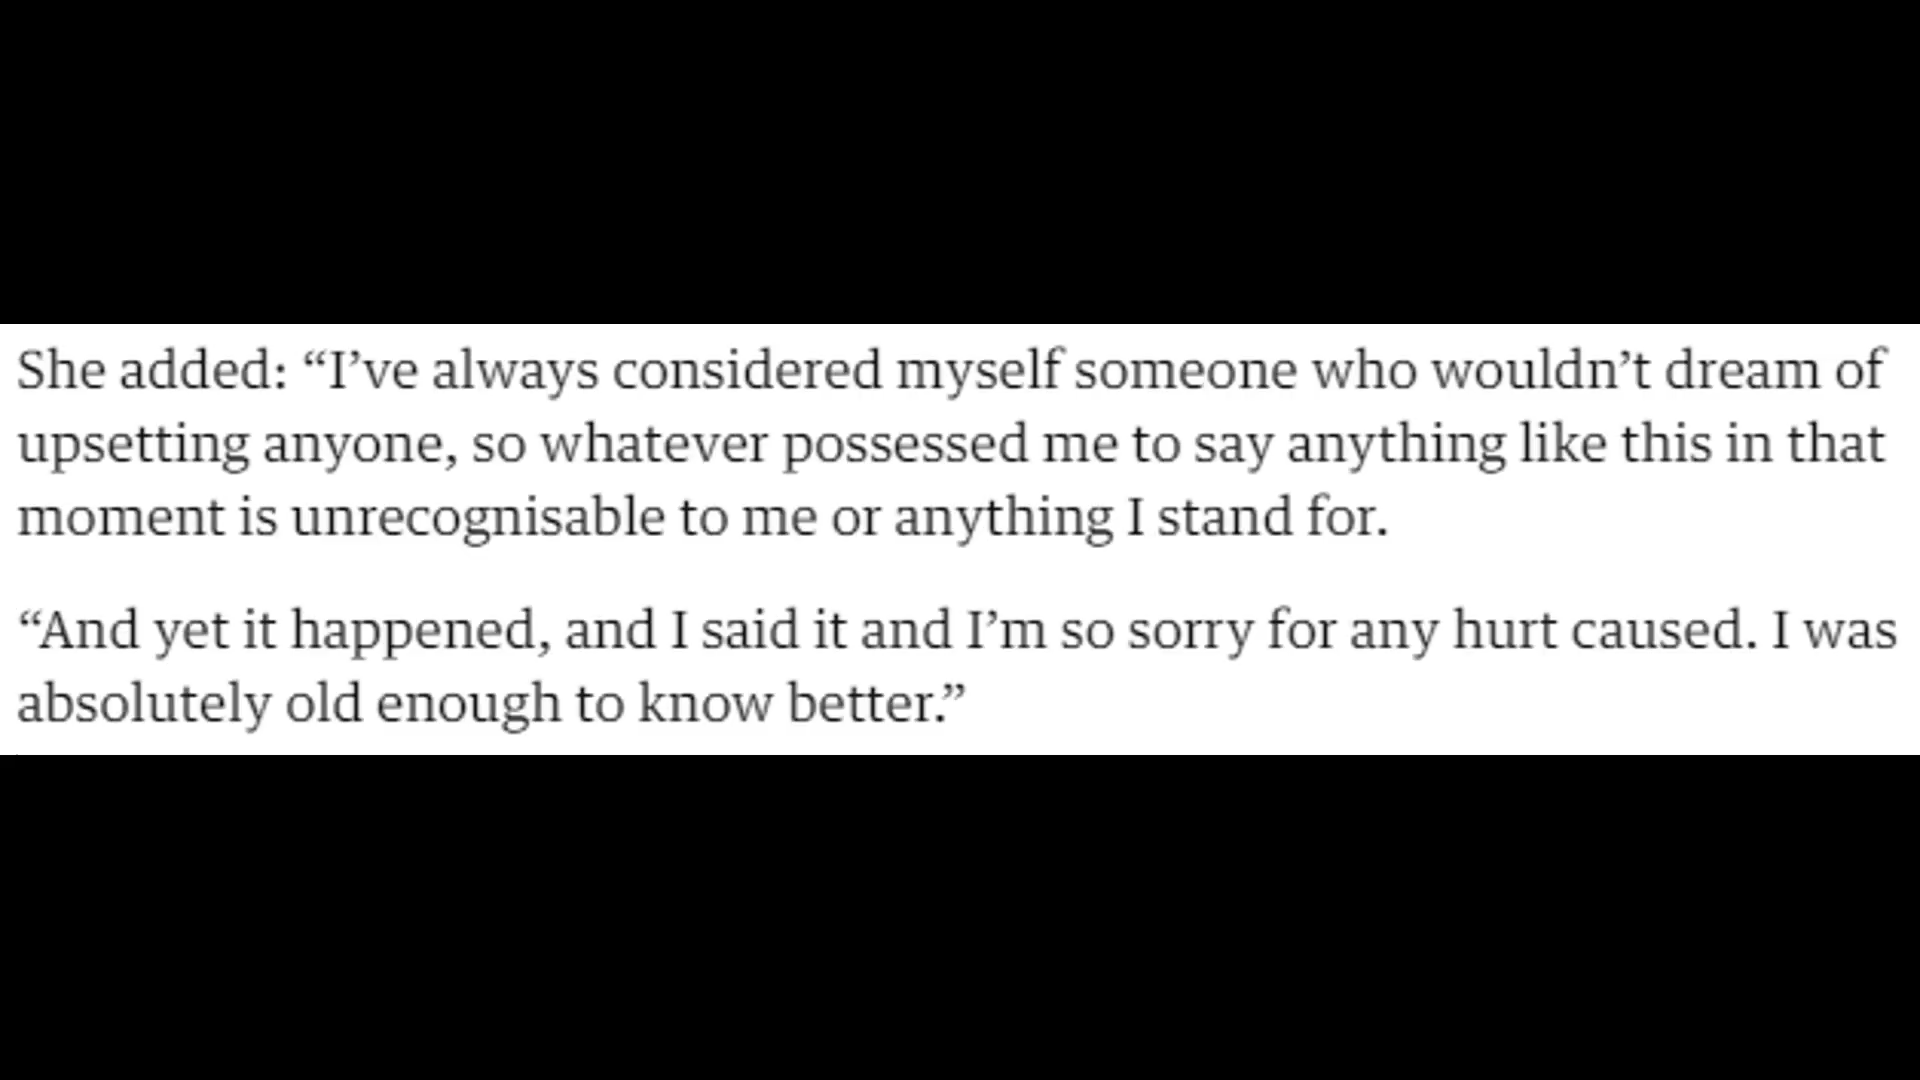 She added: “I’ve always considered myself someone who wouldn’t dream of
upsetting anyone, so whatever possessed me to say anything like this in that
moment is unrecognisable to me or anything I stand for.
“And yet it happened, and I said it and I’m so sorry for any hurt caused. I was
absolutely old enough to know better.”